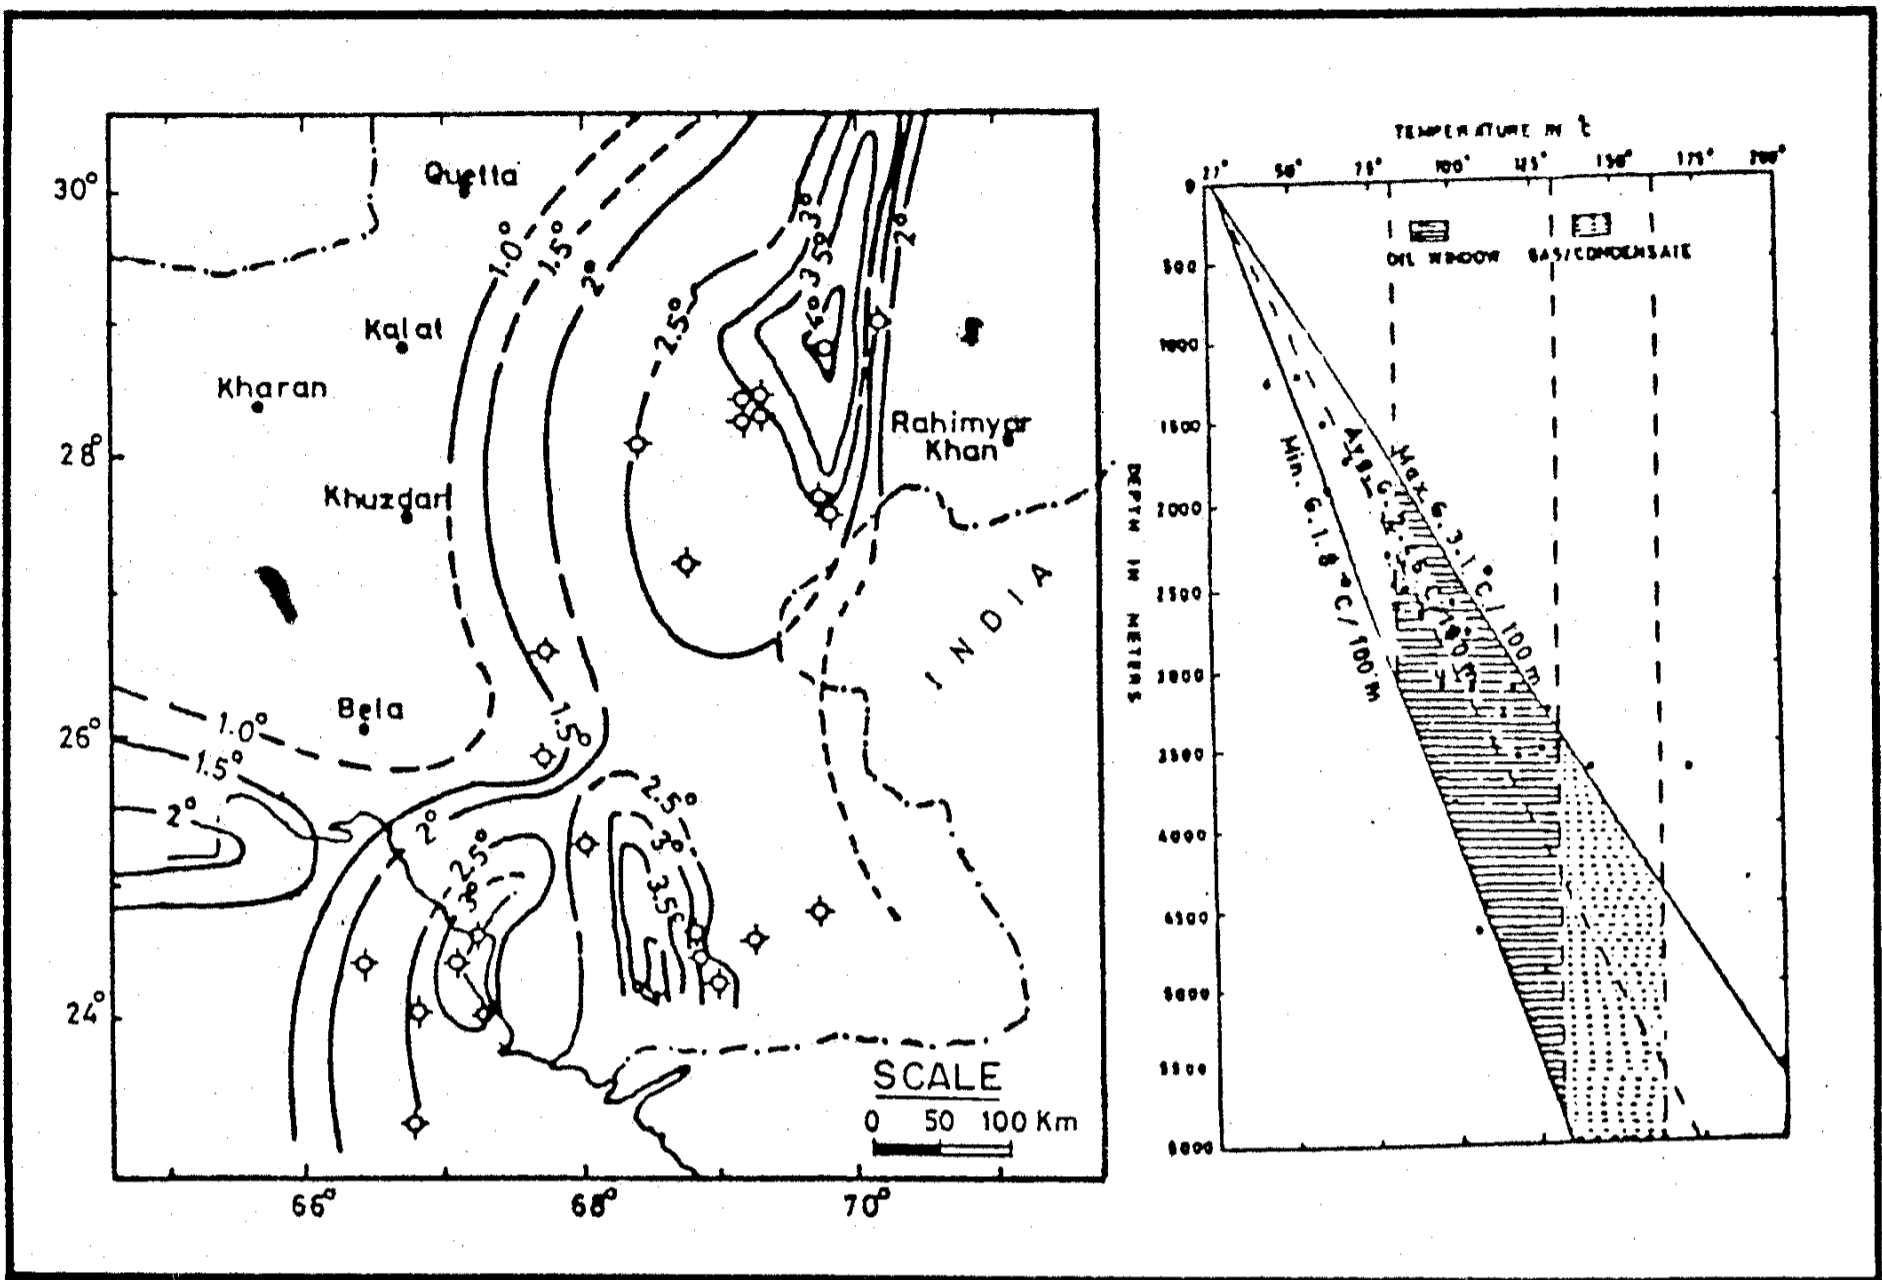 Quetta
Kalat
Kharan
Khuzdar
Bela
Rahimyar
Khan
INDIA
30°
28°
26°
24°
66°
68°
70°
1.0°
1.5°
2°
2.5°
3°
3.5°
4°
2°
1.5°
1.0°
1.5°
2°
2°
2.5°
3°
2.5°
3°
3.5°
SCALE
0 50 100 Km
TEMPERATURE IN °C
27° 50° 75° 100° 125° 150° 175° 200°
OIL WINDOW GAS/CONDENSATE
DEPTH IN METERS
0
500
1000
1500
2000
2500
3000
3500
4000
4500
5000
5500
6000
Min. G. 1.8 °C / 100 m
Max. G. 3.1 °C / 100 m